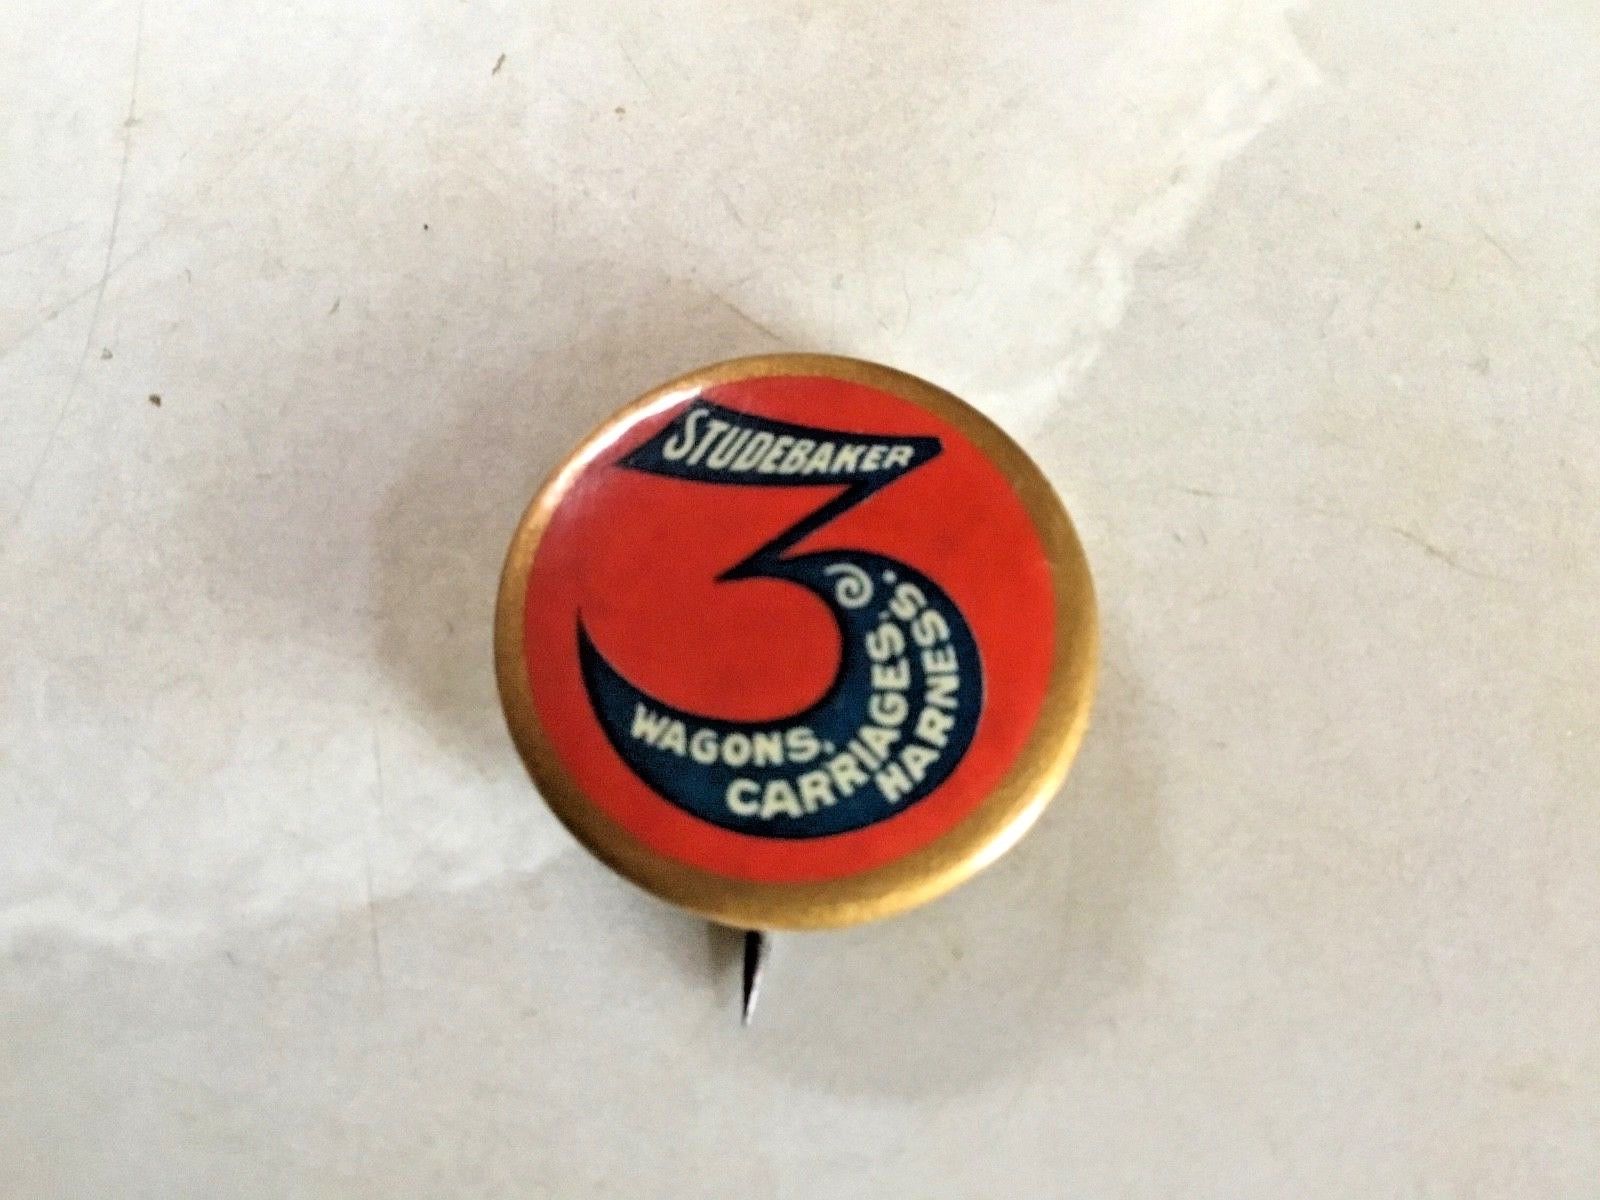 STUDEBAKER
3
WAGONS.
CARRIAGES'S.
HARNESS